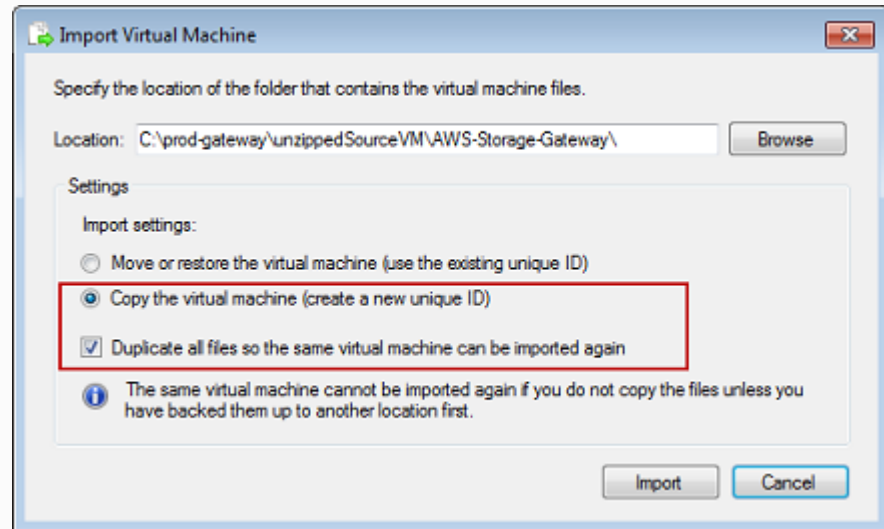 Import Virtual Machine
Specify the location of the folder that contains the virtual machine files.
Location: C:\prod-gateway\unzippedSourceVM\AWS-Storage-Gateway\ Browse
Settings
Import settings:
Move or restore the virtual machine (use the existing unique ID)
Copy the virtual machine (create a new unique ID)
Duplicate all files so the same virtual machine can be imported again
The same virtual machine cannot be imported again if you do not copy the files unless you
have backed them up to another location first.
Import Cancel